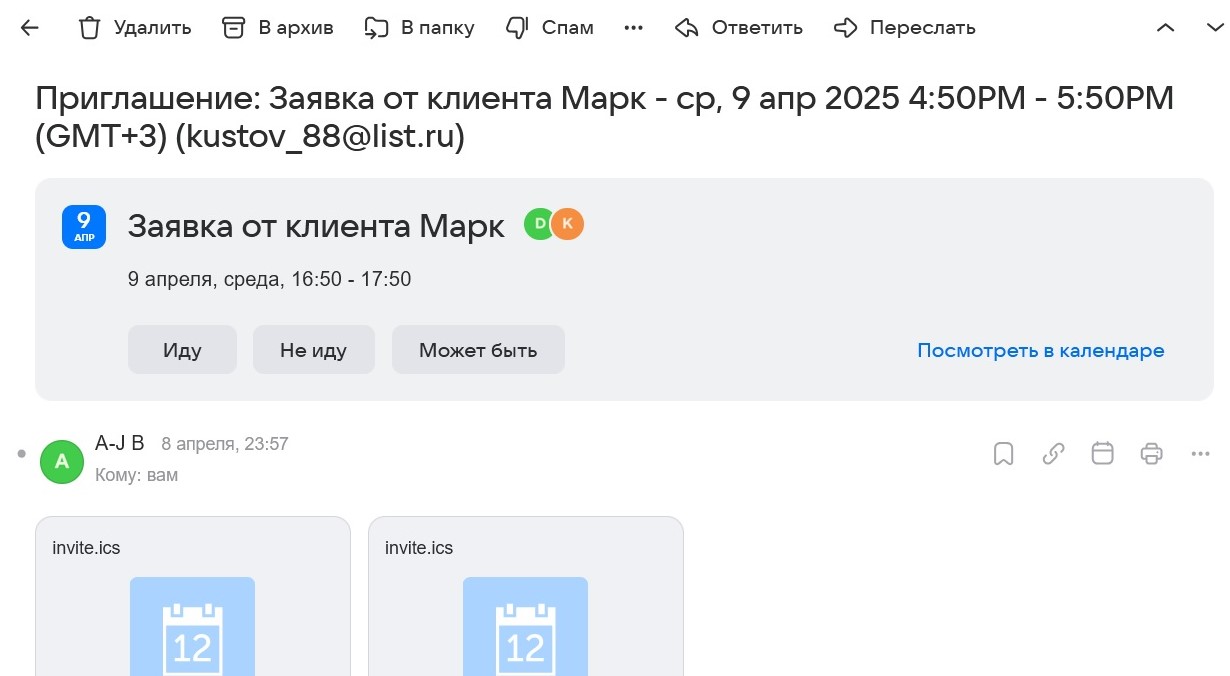 Удалить В архив В папку Спам Ответить Переслать
Приглашение: Заявка от клиента Марк - ср, 9 апр 2025 4:50PM - 5:50PM
(GMT+3) (kustov_88@list.ru)
9
АПР
Заявка от клиента Марк D K
9 апреля, среда, 16:50 - 17:50
Иду Не иду Может быть Посмотреть в календаре
A A-J B 8 апреля, 23:57
Кому: вам
invite.ics invite.ics
12 12